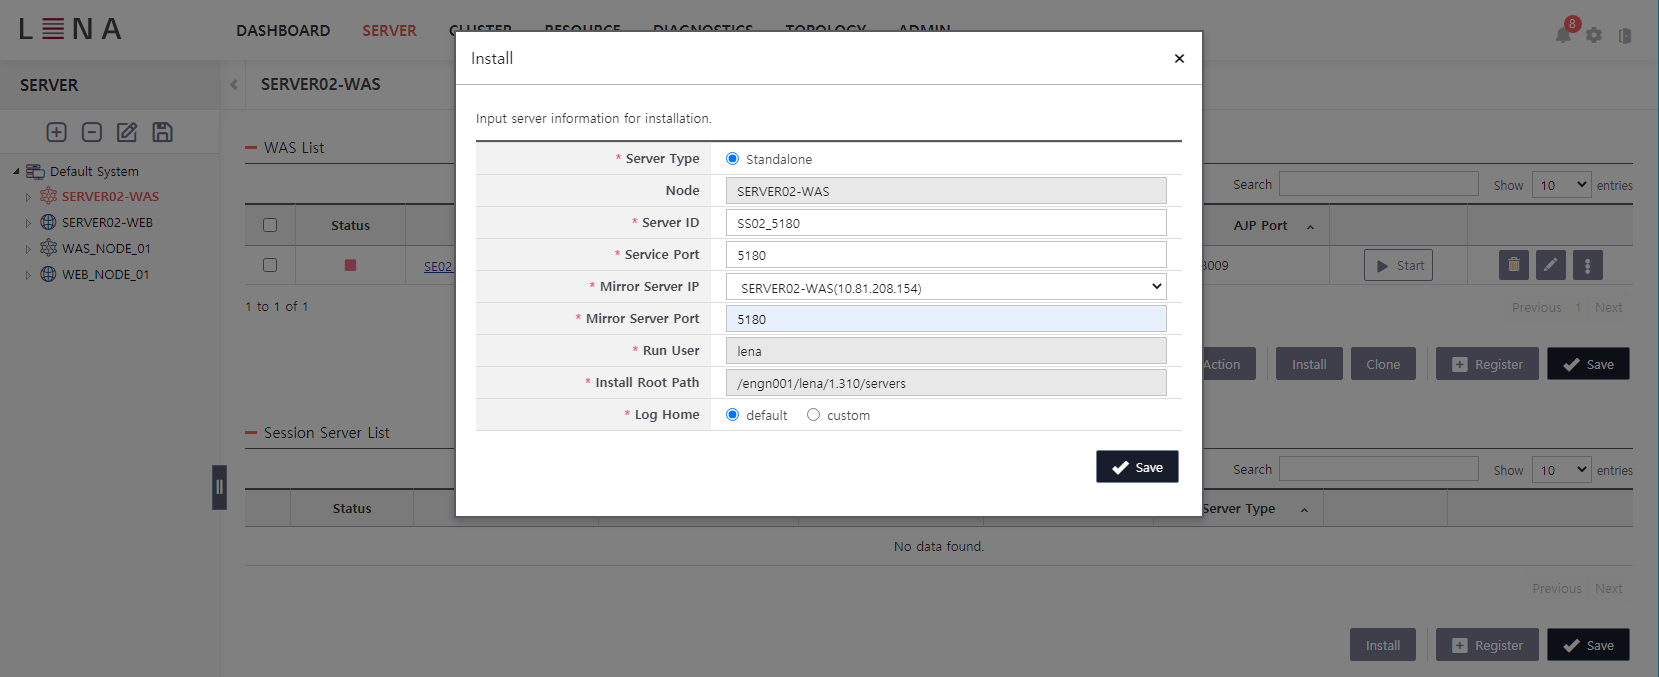 LENA
DASHBOARD SERVER CLUSTER RESOURCE DIAGNOSTICS TOPOLOGY ADMIN
8
SERVER
SERVER02-WAS
Default System
SERVER02-WAS
SERVER02-WEB
WAS_NODE_01
WEB_NODE_01
WAS List
Search Show 10 entries
Status AJP Port
SE02 8009 Start
1 to 1 of 1
Previous 1 Next
Action Install Clone Register Save
Session Server List
Search Show 10 entries
Status Server Type
No data found.
Previous Next
Install Register Save
Install
Input server information for installation.
* Server Type Standalone
Node SERVER02-WAS
* Server ID SS02_5180
* Service Port 5180
* Mirror Server IP SERVER02-WAS(10.81.208.154)
* Mirror Server Port 5180
* Run User lena
* Install Root Path /engn001/lena/1.310/servers
* Log Home default custom
Save